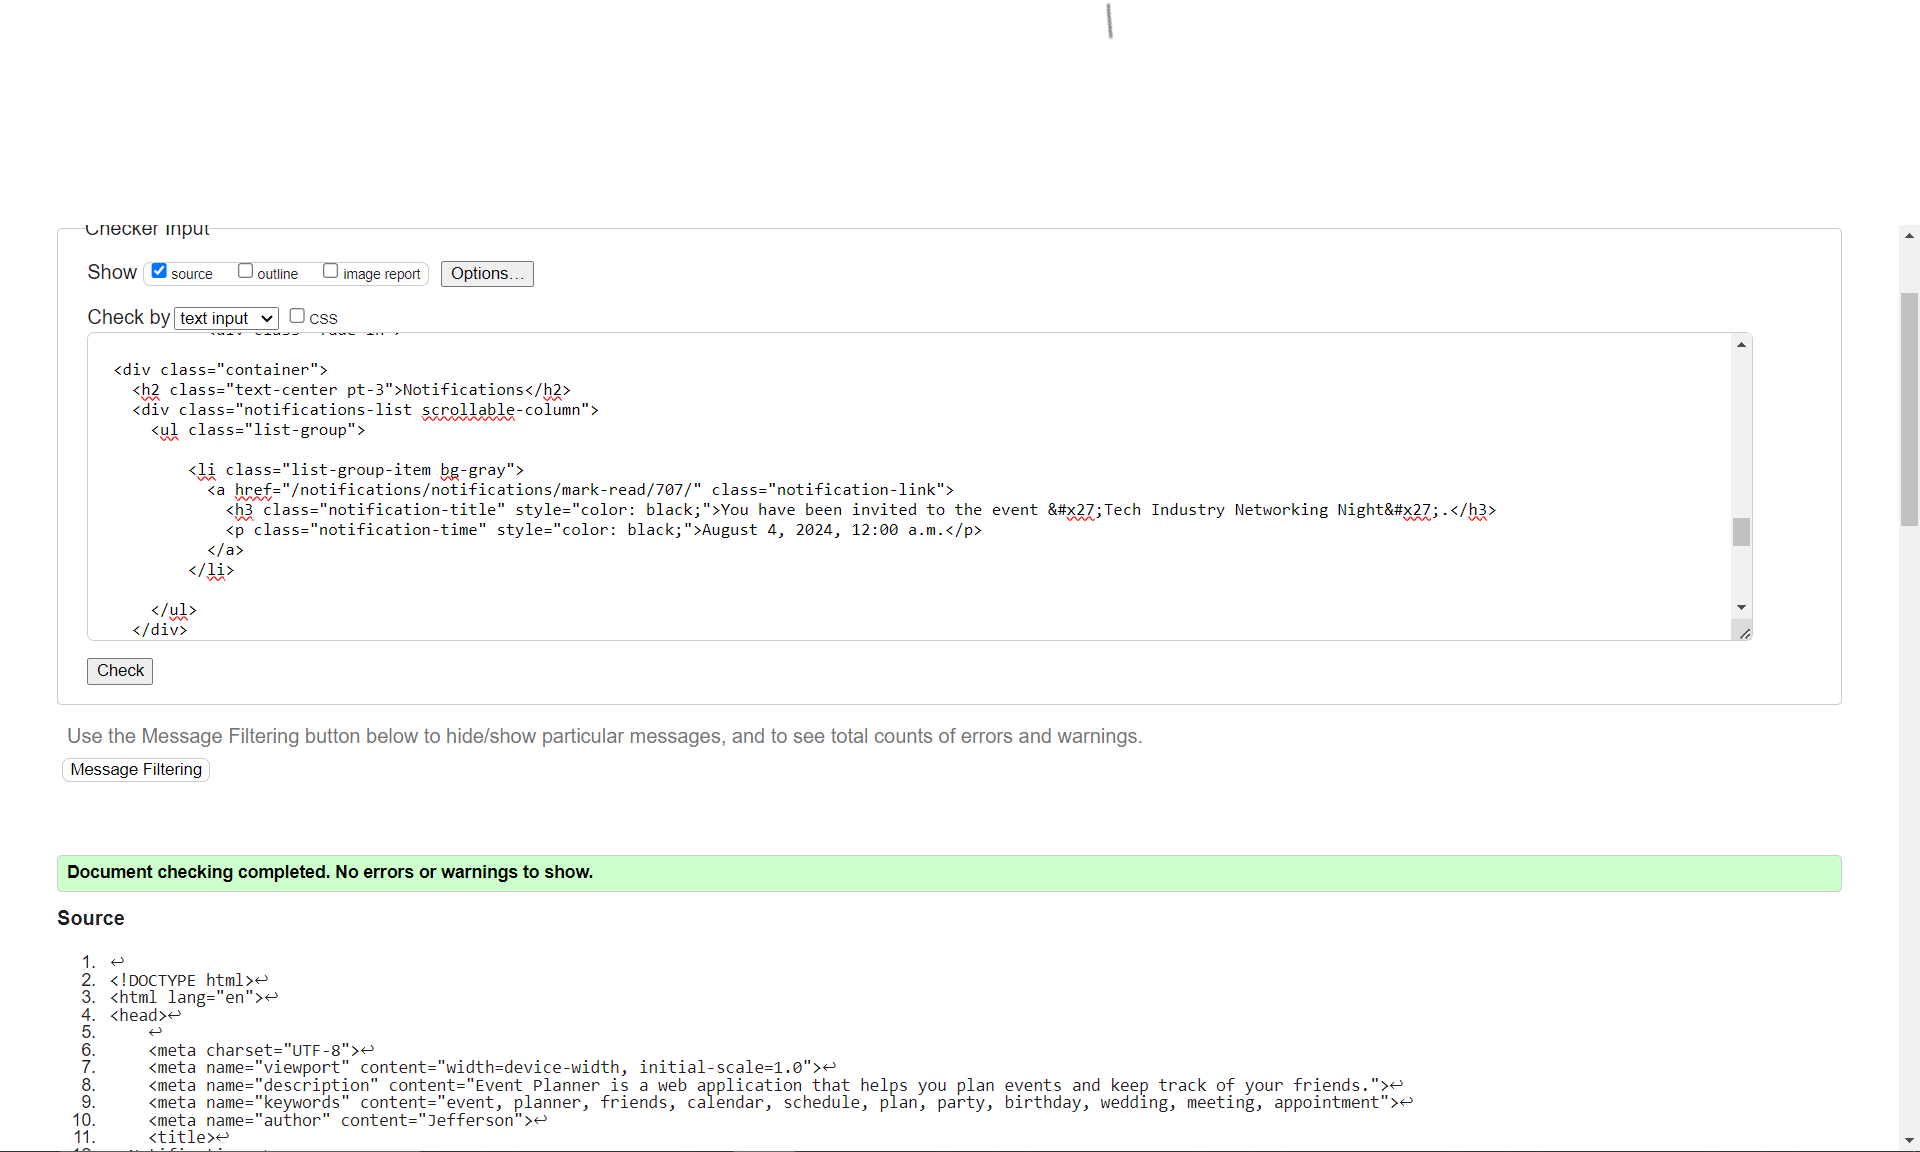 Checker Input
Show source outline image report Options...
Check by text input CSS
<div class="container">
<h2 class="text-center pt-3">Notifications</h2>
<div class="notifications-list scrollable-column">
<ul class="list-group">
<li class="list-group-item bg-gray">
<a href="/notifications/notifications/mark-read/707/" class="notification-link">
<h3 class="notification-title" style="color: black;">You have been invited to the event &#x27;Tech Industry Networking Night&#x27;.</h3>
<p class="notification-time" style="color: black;">August 4, 2024, 12:00 a.m.</p>
</a>
</li>
</ul>
</div>
Check
Use the Message Filtering button below to hide/show particular messages, and to see total counts of errors and warnings.
Message Filtering
Document checking completed. No errors or warnings to show.
Source
1. ↩
2. <!DOCTYPE html>↩
3. <html lang="en">↩
4. <head>↩
5. ↩
6. <meta charset="UTF-8">↩
7. <meta name="viewport" content="width=device-width, initial-scale=1.0">↩
8. <meta name="description" content="Event Planner is a web application that helps you plan events and keep track of your friends.">↩
9. <meta name="keywords" content="event, planner, friends, calendar, schedule, plan, party, birthday, wedding, meeting, appointment">↩
10. <meta name="author" content="Jefferson">↩
11. <title>↩